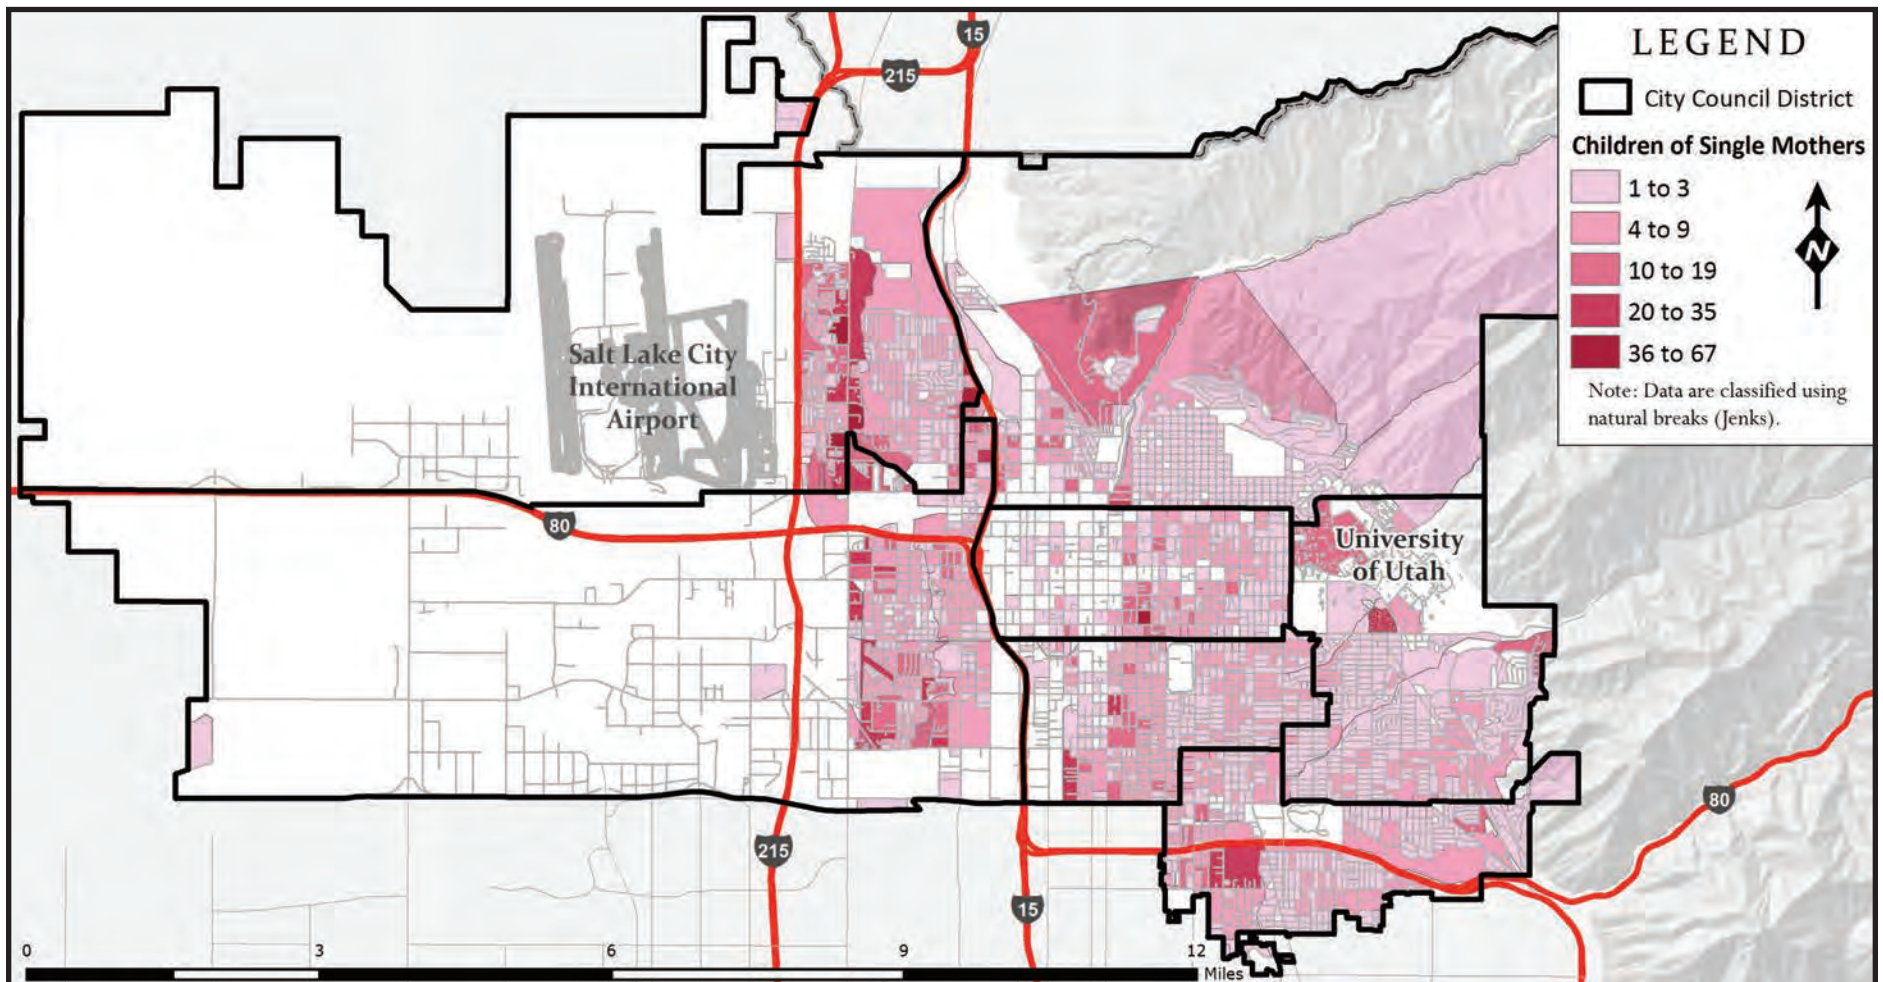 LEGEND
City Council District
Children of Single Mothers
1 to 3
4 to 9
10 to 19
20 to 35
36 to 67
N
Note: Data are classified using
natural breaks (Jenks).
15
215
Salt Lake City
International
Airport
80
University
of Utah
80
215
15
0 3 6 9 12
Miles